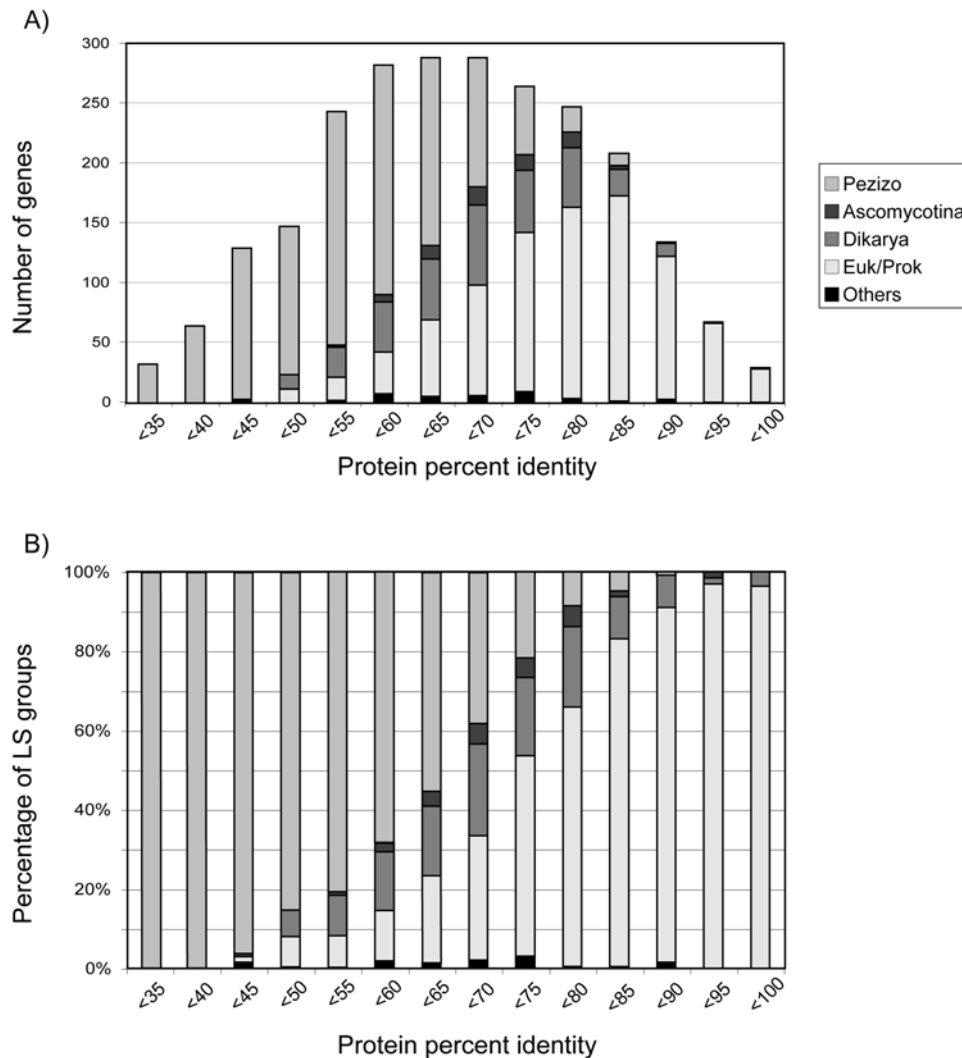 A)
Number of genes
300
250
200
150
100
50
0
<35 <40 <45 <50 <55 <60 <65 <70 <75 <80 <85 <90 <95 <100
Protein percent identity
Pezizo
Ascomycotina
Dikarya
Euk/Prok
Others
B)
Percentage of LS groups
100%
80%
60%
40%
20%
0%
<35 <40 <45 <50 <55 <60 <65 <70 <75 <80 <85 <90 <95 <100
Protein percent identity